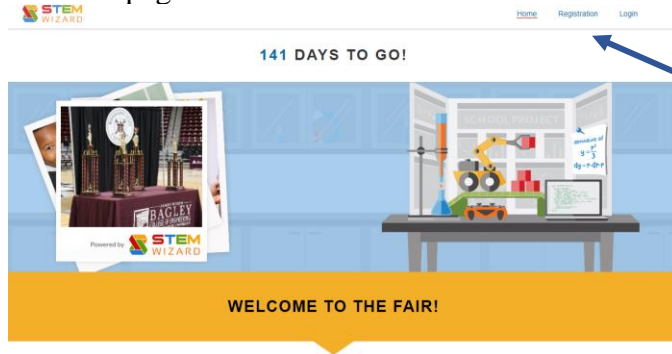 STEM
WIZARD
Home Registration Login
141 DAYS TO GO!
SCHOOL PROJECT
BAGLEY
Powered by STEM
WIZARD
WELCOME TO THE FAIR!